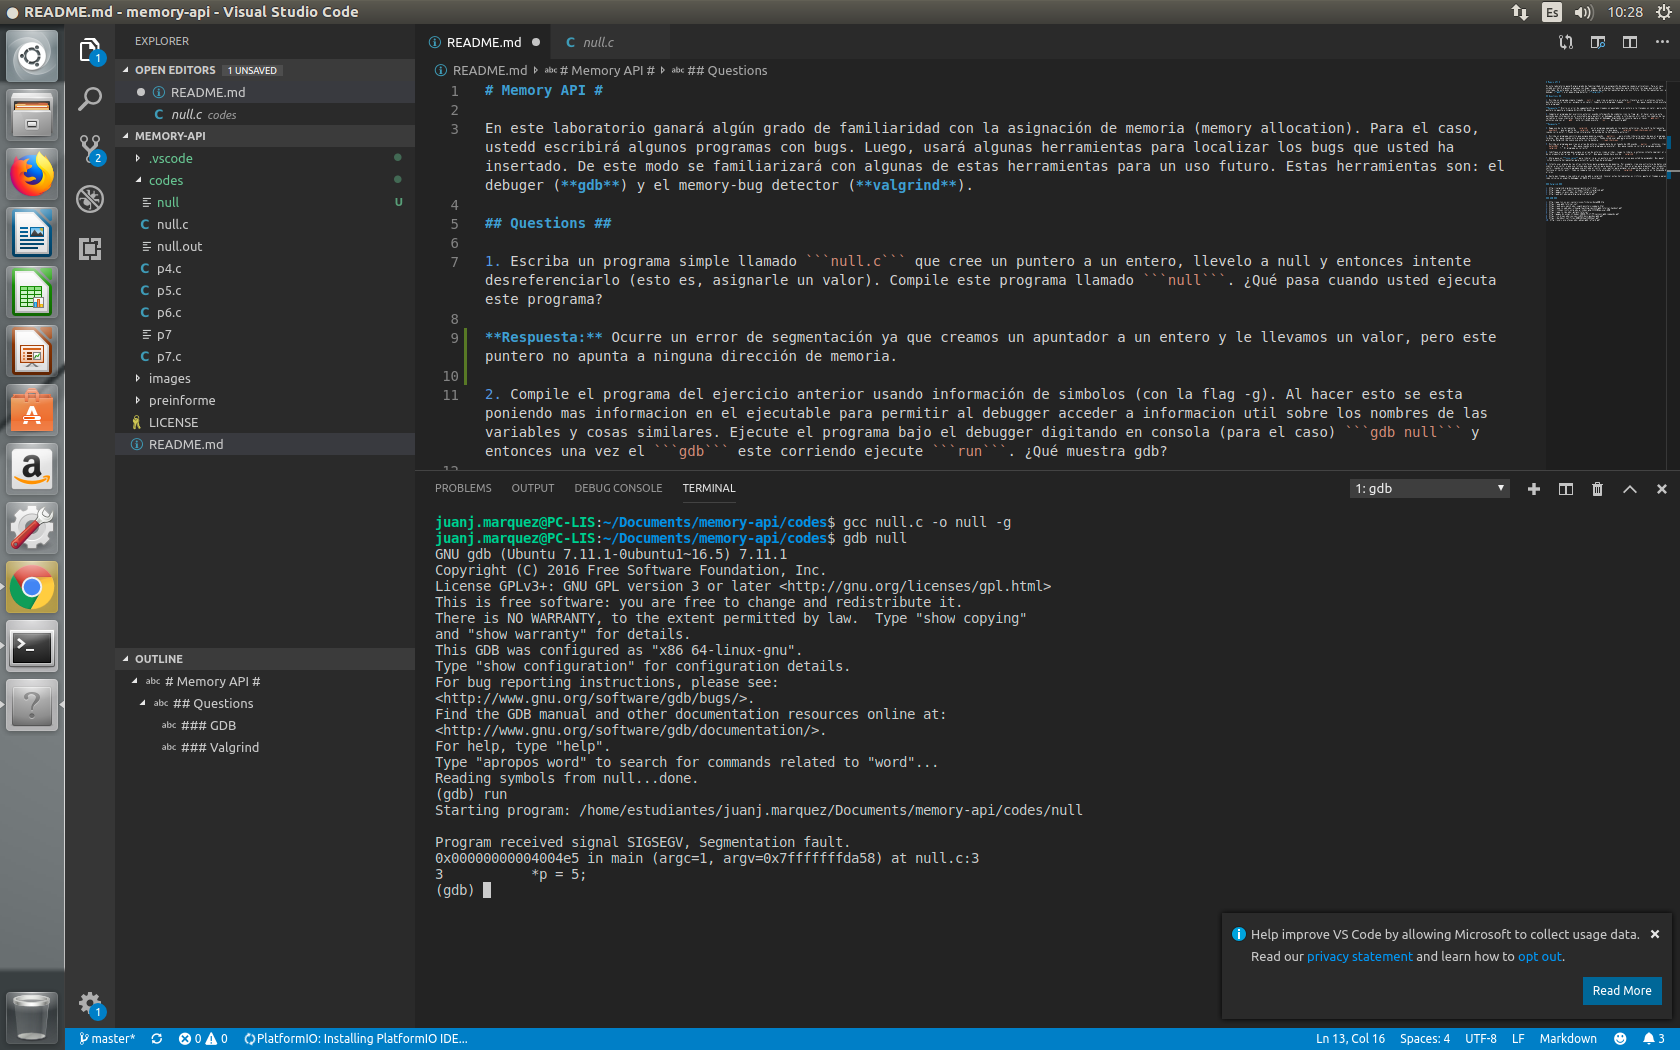 README.md - memory-api - Visual Studio Code
Es
10:28
EXPLORER
OPEN EDITORS 1 UNSAVED
README.md
null.c codes
MEMORY-API
.vscode
codes
null U
null.c
null.out
p4.c
p5.c
p6.c
p7
p7.c
images
preinforme
LICENSE
README.md
OUTLINE
abc # Memory API #
abc ## Questions
abc ### GDB
abc ### Valgrind
README.md
null.c
README.md abc # Memory API # abc ## Questions
1 # Memory API #
2
3 En este laboratorio ganará algún grado de familiaridad con la asignación de memoria (memory allocation). Para el caso,
ustedd escribirá algunos programas con bugs. Luego, usará algunas herramientas para localizar los bugs que usted ha
insertado. De este modo se familiarizará con algunas de estas herramientas para un uso futuro. Estas herramientas son: el
debuger (**gdb**) y el memory-bug detector (**valgrind**).
4
5 ## Questions ##
6
7 1. Escriba un programa simple llamado ```null.c``` que cree un puntero a un entero, llevelo a null y entonces intente
desreferenciarlo (esto es, asignarle un valor). Compile este programa llamado ```null```. ¿Qué pasa cuando usted ejecuta
este programa?
8
9 **Respuesta:** Ocurre un error de segmentación ya que creamos un apuntador a un entero y le llevamos un valor, pero este
puntero no apunta a ninguna dirección de memoria.
10
11 2. Compile el programa del ejercicio anterior usando información de simbolos (con la flag -g). Al hacer esto se esta
poniendo mas informacion en el ejecutable para permitir al debugger acceder a informacion util sobre los nombres de las
variables y cosas similares. Ejecute el programa bajo el debugger digitando en consola (para el caso) ```gdb null``` y
entonces una vez el ```gdb``` este corriendo ejecute ```run```. ¿Qué muestra gdb?
PROBLEMS OUTPUT DEBUG CONSOLE TERMINAL
1: gdb
juanj.marquez@PC-LIS:~/Documents/memory-api/codes$ gcc null.c -o null -g
juanj.marquez@PC-LIS:~/Documents/memory-api/codes$ gdb null
GNU gdb (Ubuntu 7.11.1-0ubuntu1~16.5) 7.11.1
Copyright (C) 2016 Free Software Foundation, Inc.
License GPLv3+: GNU GPL version 3 or later <http://gnu.org/licenses/gpl.html>
This is free software: you are free to change and redistribute it.
There is NO WARRANTY, to the extent permitted by law.  Type "show copying"
and "show warranty" for details.
This GDB was configured as "x86 64-linux-gnu".
Type "show configuration" for configuration details.
For bug reporting instructions, please see:
<http://www.gnu.org/software/gdb/bugs/>.
Find the GDB manual and other documentation resources online at:
<http://www.gnu.org/software/gdb/documentation/>.
For help, type "help".
Type "apropos word" to search for commands related to "word"...
Reading symbols from null...done.
(gdb) run
Starting program: /home/estudiantes/juanj.marquez/Documents/memory-api/codes/null
Program received signal SIGSEGV, Segmentation fault.
0x00000000004004e5 in main (argc=1, argv=0x7fffffffda58) at null.c:3
3 *p = 5;
(gdb)
Help improve VS Code by allowing Microsoft to collect usage data.
Read our privacy statement and learn how to opt out.
Read More
master* 0 0 PlatformIO: Installing PlatformIO IDE...
Ln 13, Col 16 Spaces: 4 UTF-8 LF Markdown 3